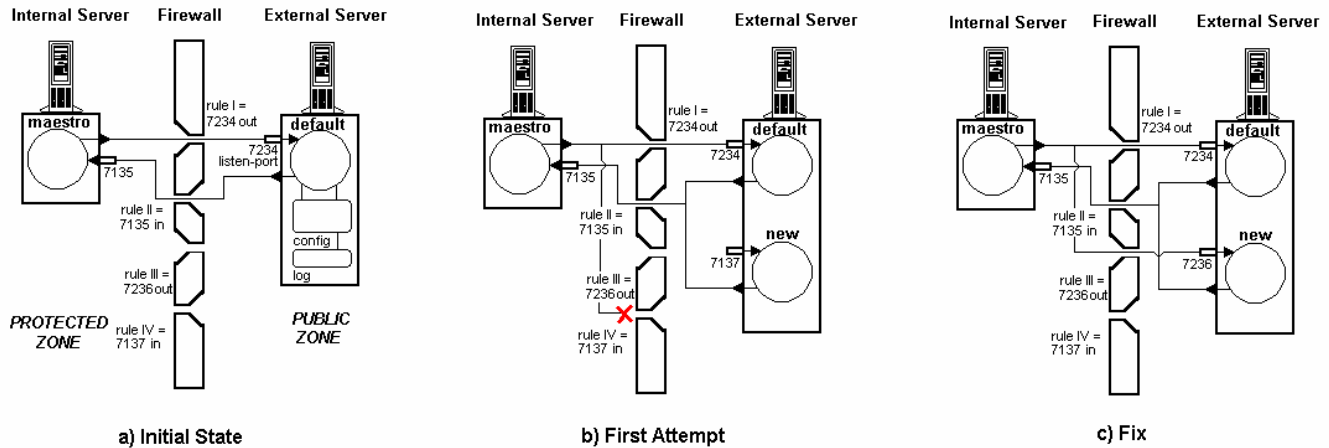 Internal Server
Firewall
External Server
rule I =
7234 out
maestro
default
7234
listen-port
7135
rule II =
7135 in
config
log
rule III =
7236 out
PROTECTED
ZONE
rule IV =
7137 in
PUBLIC
ZONE
a) Initial State
Internal Server
Firewall
External Server
rule I =
7234 out
maestro
default
7234
7135
rule II =
7135 in
new
7137
rule III =
7236 out
rule IV =
7137 in
b) First Attempt
Internal Server
Firewall
External Server
rule I =
7234 out
maestro
default
7234
7135
rule II =
7135 in
new
7236
rule III =
7236 out
rule IV =
7137 in
c) Fix